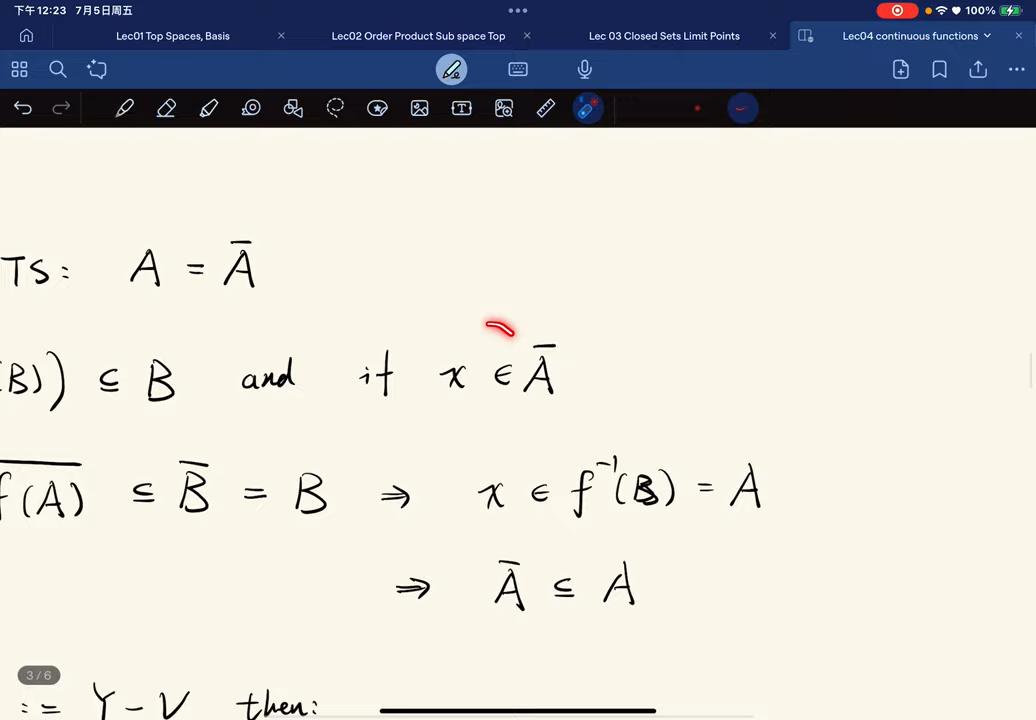 下午12:23 7月5日周五
100%
Lec01 Top Spaces, Basis
Lec02 Order Product Sub space Top
Lec 03 Closed Sets Limit Points
Lec04 continuous functions
TS: A = A̅
(B)) ⊆ B and if x ∈ A̅
f(A)̅ ⊆ B̅ = B ⇒ x ∈ f⁻¹(B) = A
⇒ A̅ ⊆ A
3 / 6
:= Y - V then: